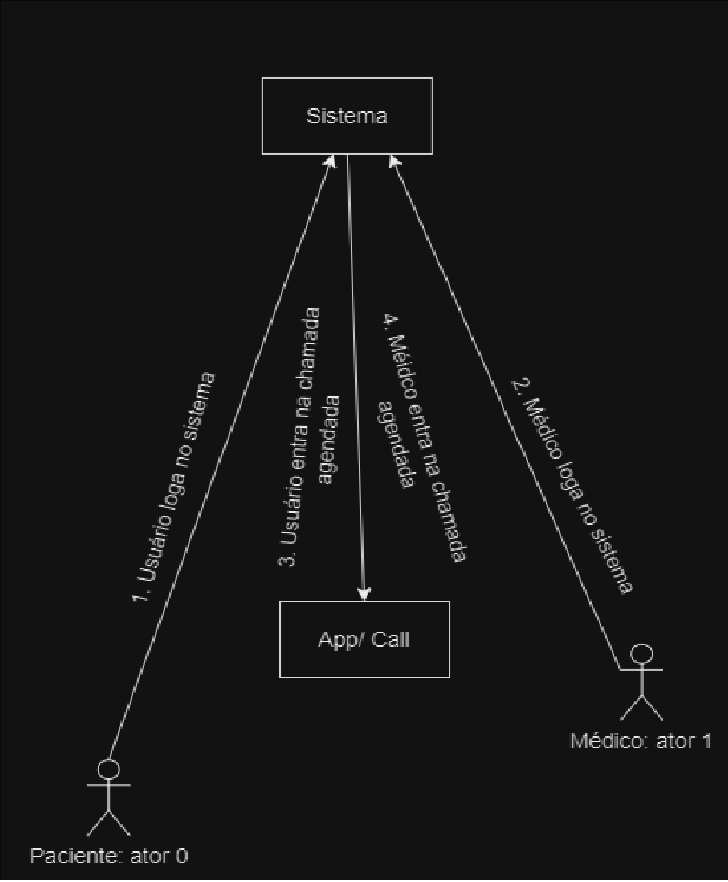 Sistema
1. Usuário loga no sistema
3. Usuário entra na chamada
agendada
4. Méidco entra na chamada
agendada
2. Médico loga no sistema
App/ Call
Médico: ator 1
Paciente: ator 0